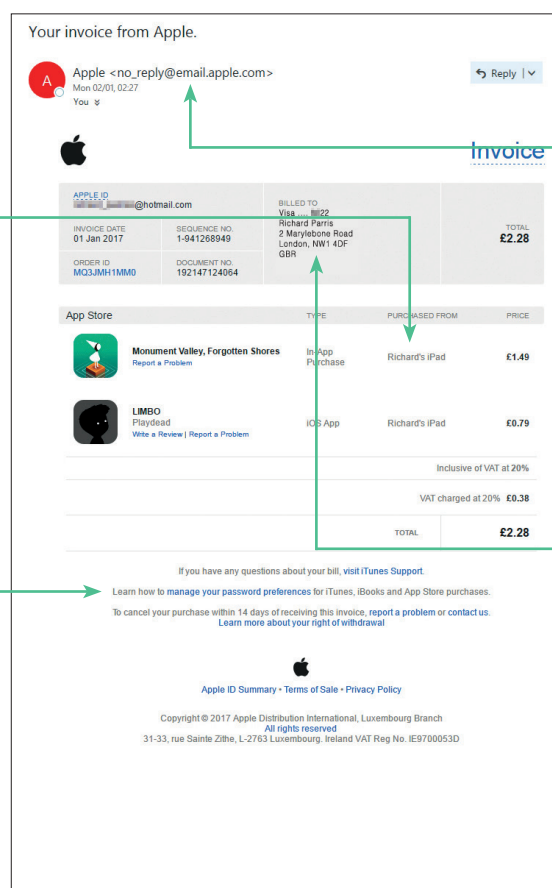 Your invoice from Apple.
A
Apple <no_reply@email.apple.com>
Mon 02/01, 02:27
You
Reply
Invoice
APPLE ID
@hotmail.com
INVOICE DATE
01 Jan 2017
SEQUENCE NO.
1-941268949
ORDER ID
MQ3JMH1MM0
DOCUMENT NO.
192147124064
BILLED TO
Visa .... 22
Richard Parris
2 Marylebone Road
London, NW1 4DF
GBR
TOTAL
£2.28
App Store TYPE PURCHASED FROM PRICE
Monument Valley, Forgotten Shores
Report a Problem
In-App
Purchase
Richard's iPad
£1.49
LIMBO
Playdead
Write a Review | Report a Problem
iOS App
Richard's iPad
£0.79
Inclusive of VAT at 20%
VAT charged at 20% £0.38
TOTAL £2.28
If you have any questions about your bill, visit iTunes Support.
Learn how to manage your password preferences for iTunes, iBooks and App Store purchases.
To cancel your purchase within 14 days of receiving this invoice, report a problem or contact us.
Learn more about your right of withdrawal
Apple ID Summary • Terms of Sale • Privacy Policy
Copyright © 2017 Apple Distribution International, Luxembourg Branch
All rights reserved
31-33, rue Sainte Zithe, L-2763 Luxembourg. Ireland VAT Reg No. IE9700053D